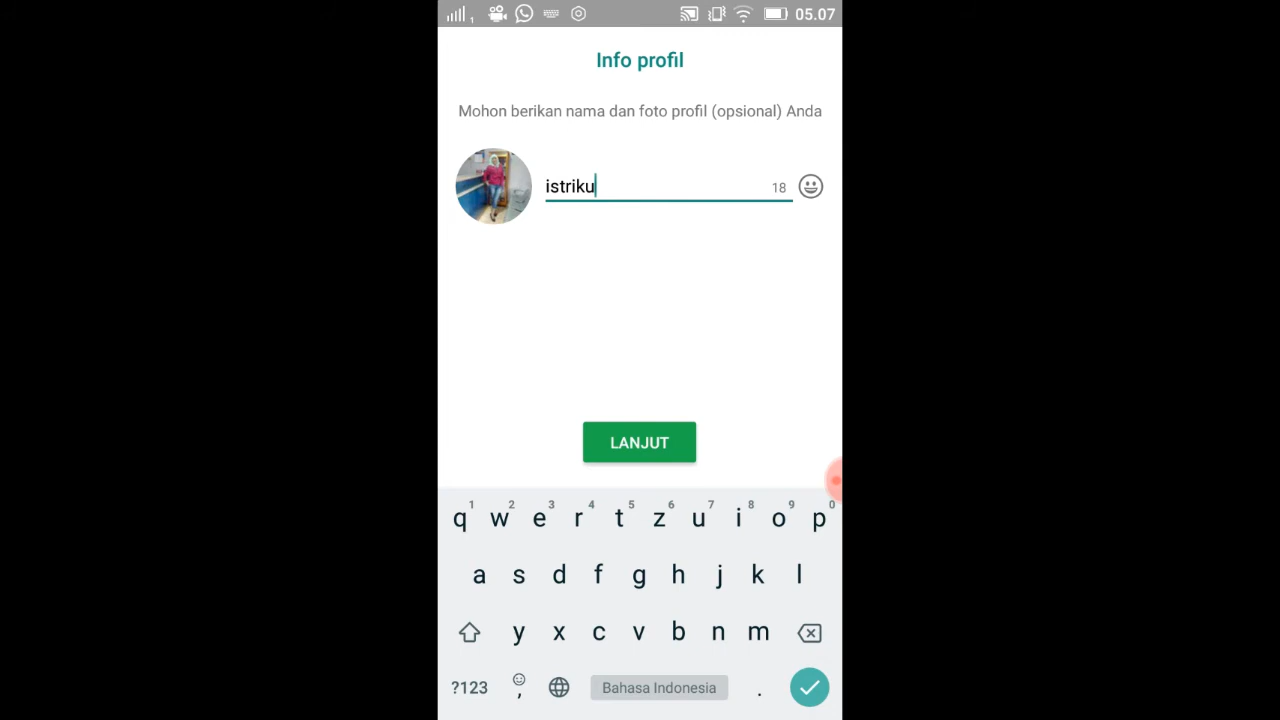 1 05.07
Info profil
Mohon berikan nama dan foto profil (opsional) Anda
istriku 18
LANJUT
1 2 3 4 5 6 7 8 9 0
q w e r t z u i o p
a s d f g h j k l
y x c v b n m
?123 , Bahasa Indonesia .